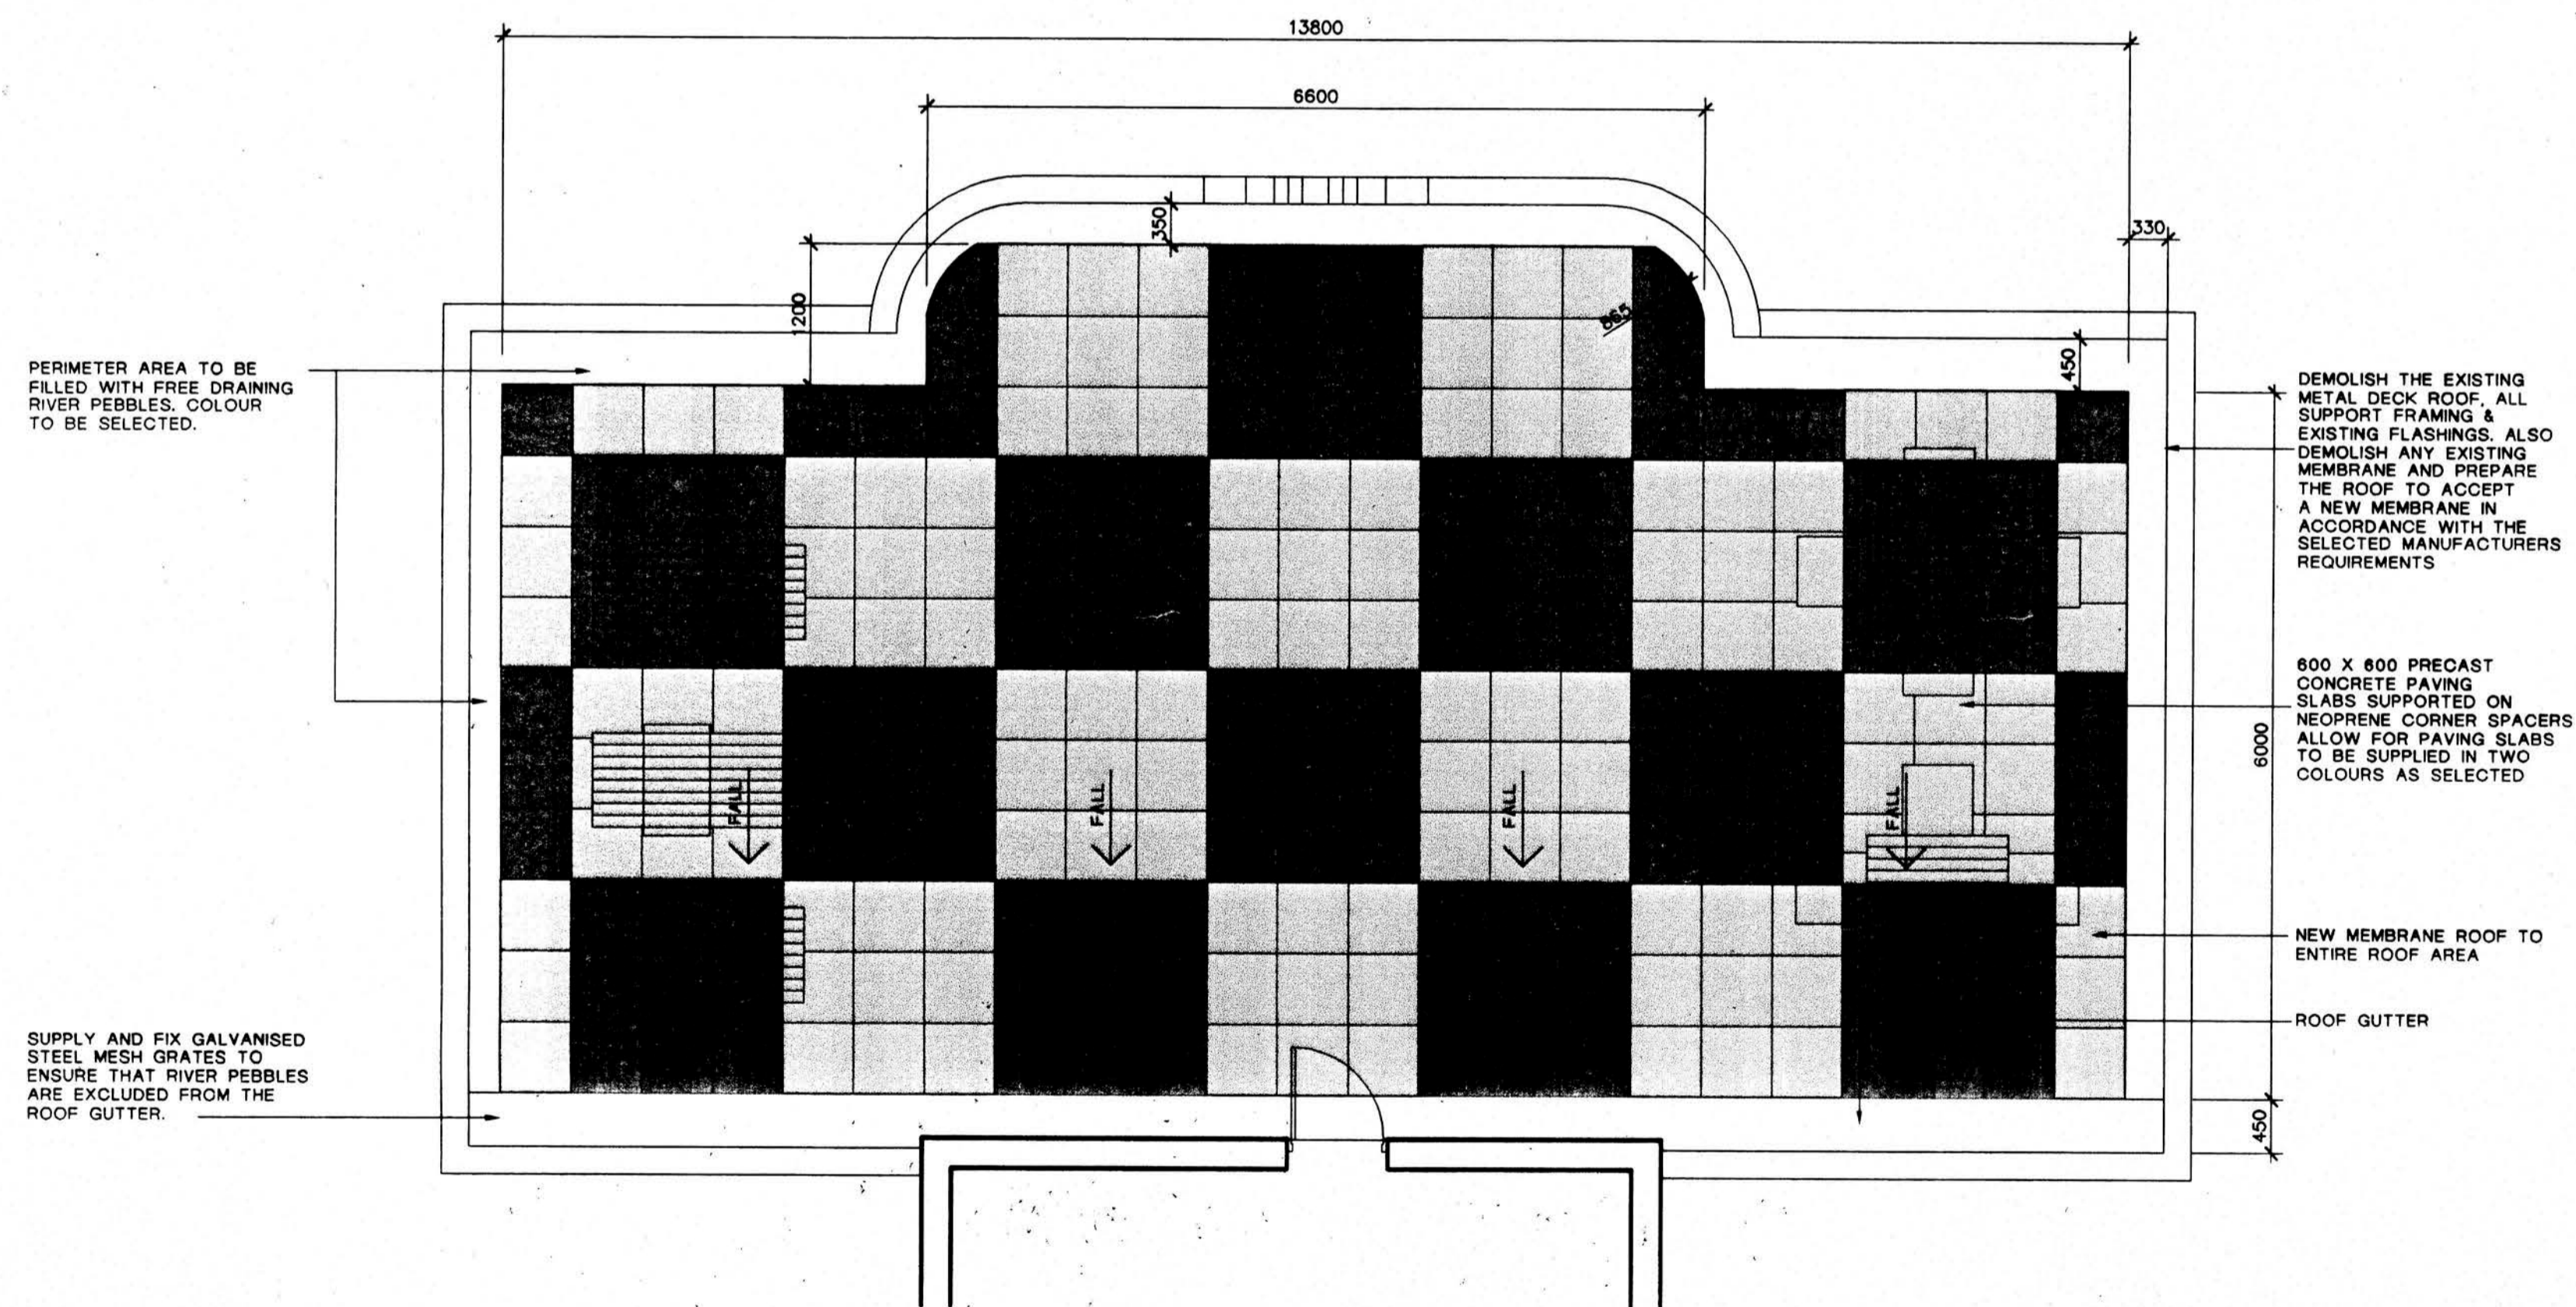 13800
6600
350
330
1200
865
450
PERIMETER AREA TO BE
FILLED WITH FREE DRAINING
RIVER PEBBLES. COLOUR
TO BE SELECTED.
DEMOLISH THE EXISTING
METAL DECK ROOF, ALL
SUPPORT FRAMING &
EXISTING FLASHINGS. ALSO
DEMOLISH ANY EXISTING
MEMBRANE AND PREPARE
THE ROOF TO ACCEPT
A NEW MEMBRANE IN
ACCORDANCE WITH THE
SELECTED MANUFACTURERS
REQUIREMENTS
600 X 600 PRECAST
CONCRETE PAVING
SLABS SUPPORTED ON
NEOPRENE CORNER SPACERS
ALLOW FOR PAVING SLABS
TO BE SUPPLIED IN TWO
COLOURS AS SELECTED
6000
FALL
FALL
FALL
FALL
NEW MEMBRANE ROOF TO
ENTIRE ROOF AREA
ROOF GUTTER
SUPPLY AND FIX GALVANISED
STEEL MESH GRATES TO
ENSURE THAT RIVER PEBBLES
ARE EXCLUDED FROM THE
ROOF GUTTER.
450